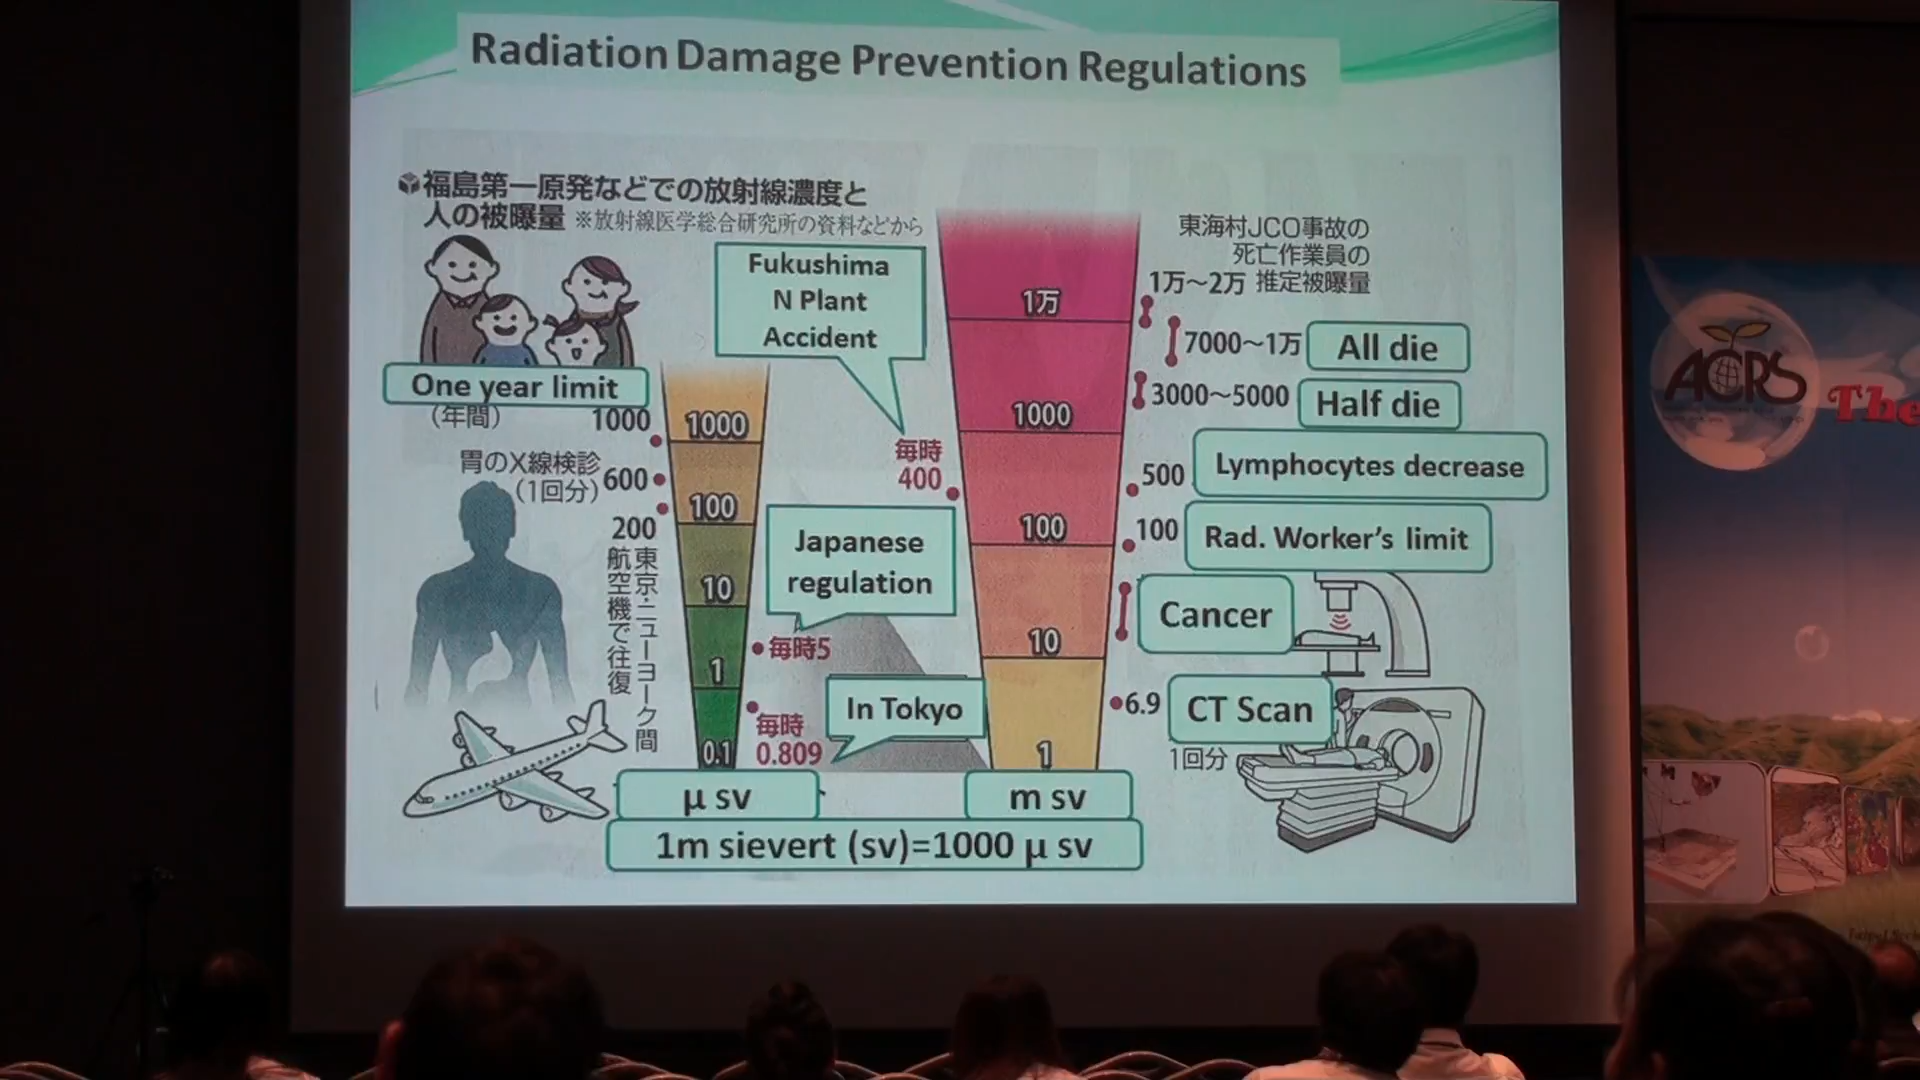 Radiation Damage Prevention Regulations
福島第一原発などでの放射線濃度と
人の被曝量 ※放射線医学総合研究所の資料などから
Fukushima
N Plant
Accident
東海村JCO事故の
死亡作業員の
1万～2万 推定被曝量
1万
7000～1万
All die
One year limit
(年間)
1000
1000
1000
3000～5000
Half die
胃のX線検診
(1回分)
600
100
毎時
400
500
Lymphocytes decrease
200
東京・ニューヨーク間
航空機で往復
10
Japanese
regulation
100
100
Rad. Worker's limit
毎時5
1
10
Cancer
毎時
0.809
0.1
In Tokyo
1
6.9
CT Scan
1回分
μ sv
m sv
1m sievert (sv)=1000 μ sv
ACRS
The